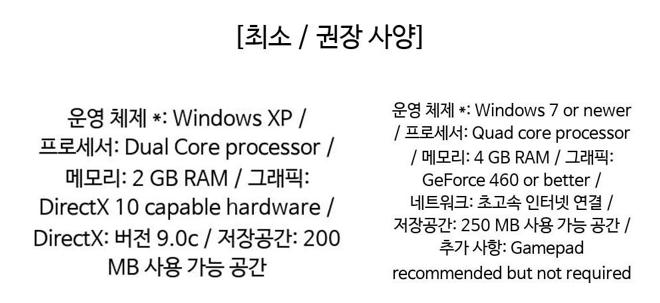 [최소 / 권장 사양]
운영 체제 *: Windows XP /
프로세서: Dual Core processor /
메모리: 2 GB RAM / 그래픽:
DirectX 10 capable hardware /
DirectX: 버전 9.0c / 저장공간: 200
MB 사용 가능 공간
운영 체제 *: Windows 7 or newer
/ 프로세서: Quad core processor
/ 메모리: 4 GB RAM / 그래픽:
GeForce 460 or better /
네트워크: 초고속 인터넷 연결 /
저장공간: 250 MB 사용 가능 공간 /
추가 사항: Gamepad
recommended but not required